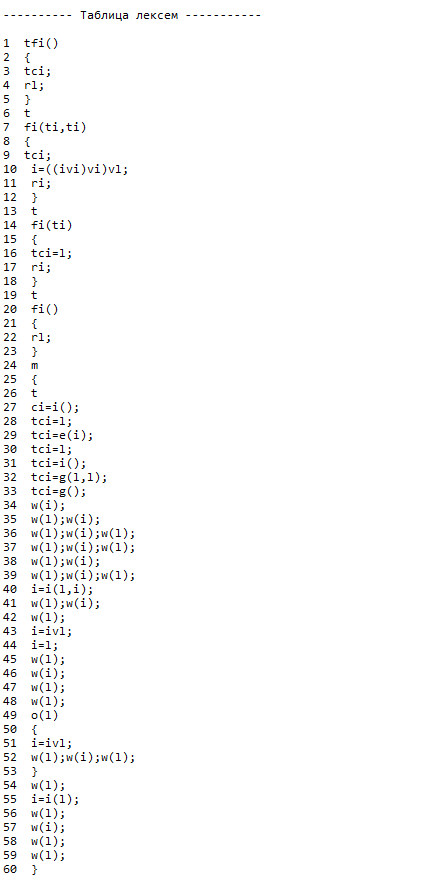 ---------- Таблица лексем -----------
1 tfi()
2 {
3 tci;
4 rl;
5 }
6 t
7 fi(ti,ti)
8 {
9 tci;
10 i=((ivi)vi)vl;
11 ri;
12 }
13 t
14 fi(ti)
15 {
16 tci=l;
17 ri;
18 }
19 t
20 fi()
21 {
22 rl;
23 }
24 m
25 {
26 t
27 ci=i();
28 tci=l;
29 tci=e(i);
30 tci=l;
31 tci=i();
32 tci=g(l,l);
33 tci=g();
34 w(i);
35 w(l);w(i);
36 w(l);w(i);w(l);
37 w(l);w(i);w(l);
38 w(l);w(i);
39 w(l);w(i);w(l);
40 i=i(l,i);
41 w(l);w(i);
42 w(l);
43 i=ivl;
44 i=l;
45 w(l);
46 w(i);
47 w(l);
48 w(l);
49 o(l)
50 {
51 i=ivl;
52 w(l);w(i);w(l);
53 }
54 w(l);
55 i=i(l);
56 w(l);
57 w(i);
58 w(l);
59 w(l);
60 }